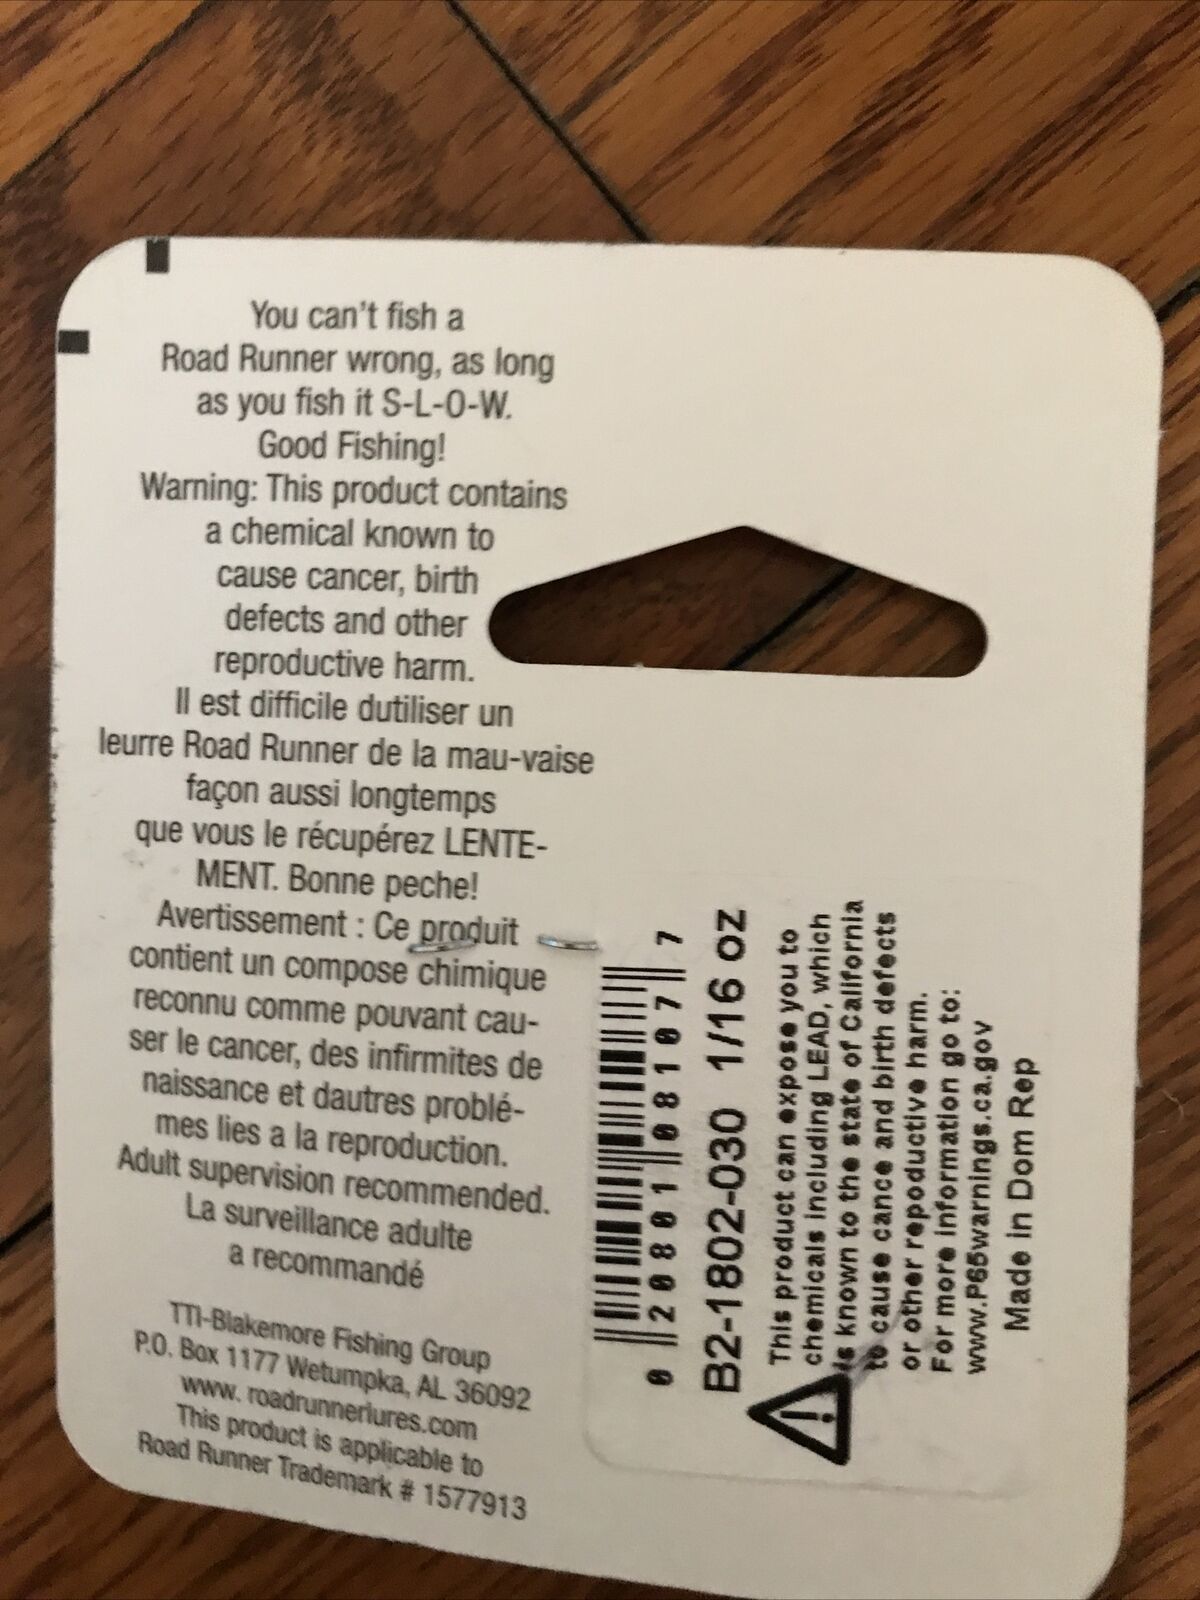 You can't fish a
Road Runner wrong, as long
as you fish it S-L-O-W.
Good Fishing!
Warning: This product contains
a chemical known to
cause cancer, birth
defects and other
reproductive harm.
Il est difficile dutiliser un
leurre Road Runner de la mau-vaise
façon aussi longtemps
que vous le récupérez LENTE-
MENT. Bonne peche!
Avertissement : Ce produit
contient un compose chimique
reconnu comme pouvant cau-
ser le cancer, des infirmites de
naissance et dautres problé-
mes lies a la reproduction.
Adult supervision recommended.
La surveillance adulte
a recommandé
TTI-Blakemore Fishing Group
P.O. Box 1177 Wetumpka, AL 36092
www. roadrunnerlures.com
This product is applicable to
Road Runner Trademark # 1577913
0 20801 08107 7
B2-1802-030 1/16 oz
This product can expose you to
chemicals including LEAD, which
is known to the state of California
to cause cance and birth defects
or other repoductive harm.
For more information go to:
www.P65warnings.ca.gov
Made in Dom Rep